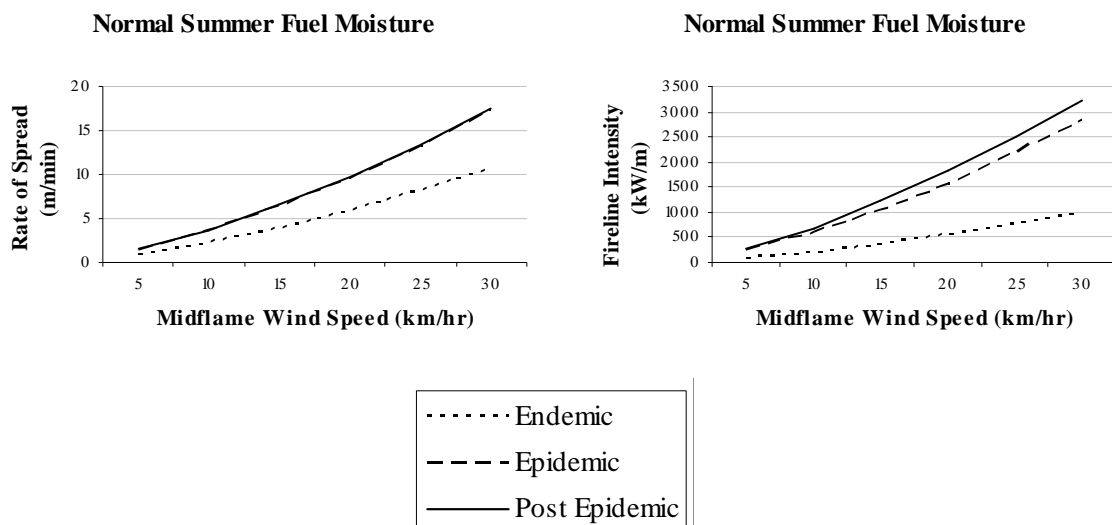 Normal Summer Fuel Moisture
Rate of Spread
(m/min)
20
15
10
5
0
5 10 15 20 25 30
Midflame Wind Speed (km/hr)
Normal Summer Fuel Moisture
Fireline Intensity
(kW/m)
3500
3000
2500
2000
1500
1000
500
0
5 10 15 20 25 30
Midflame Wind Speed (km/hr)
Endemic
Epidemic
Post Epidemic